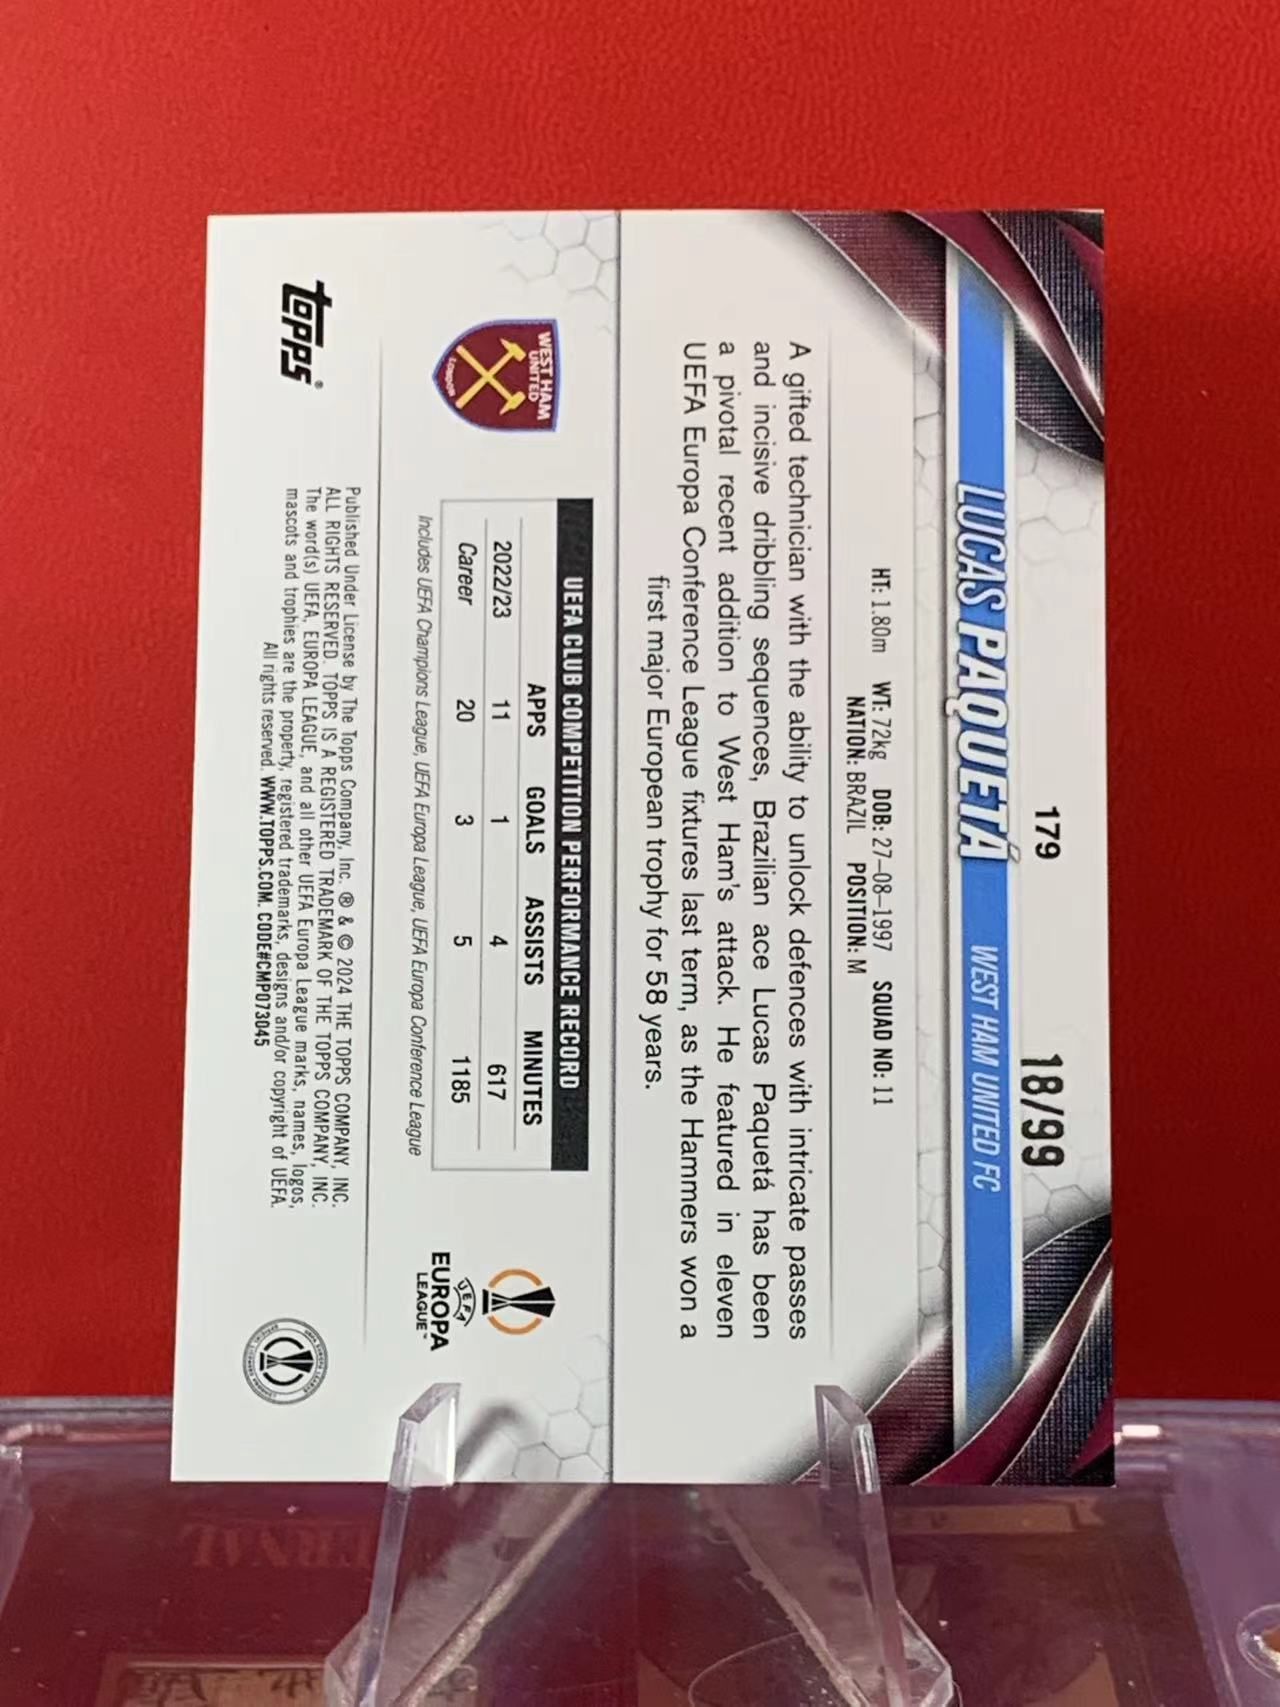 179
18/99
LUCAS PAQUETÁ WEST HAM UNITED FC
HT: 1.80m WT: 72kg DOB: 27–08–1997 SQUAD NO: 11
NATION: BRAZIL POSITION: M
A gifted technician with the ability to unlock defences with intricate passes
and incisive dribbling sequences, Brazilian ace Lucas Paquetá has been
a pivotal recent addition to West Ham's attack. He featured in eleven
UEFA Europa Conference League fixtures last term, as the Hammers won a
first major European trophy for 58 years.
WEST HAM
UNITED
LONDON
UEFA CLUB COMPETITION PERFORMANCE RECORD
APPS GOALS ASSISTS MINUTES
2022/23 11 1 4 617
Career 20 3 5 1185
Includes UEFA Champions League, UEFA Europa League, UEFA Europa Conference League
UEFA
EUROPA
LEAGUE™
topps®
Published Under License by The Topps Company, Inc. ® & © 2024 THE TOPPS COMPANY, INC.
ALL RIGHTS RESERVED. TOPPS IS A REGISTERED TRADEMARK OF THE TOPPS COMPANY, INC.
The word(s) UEFA, EUROPA LEAGUE, and all other UEFA Europa League marks, names, logos,
mascots and trophies are the property, registered trademarks, designs and/or copyright of UEFA.
All rights reserved. WWW.TOPPS.COM. CODE#CMP073045